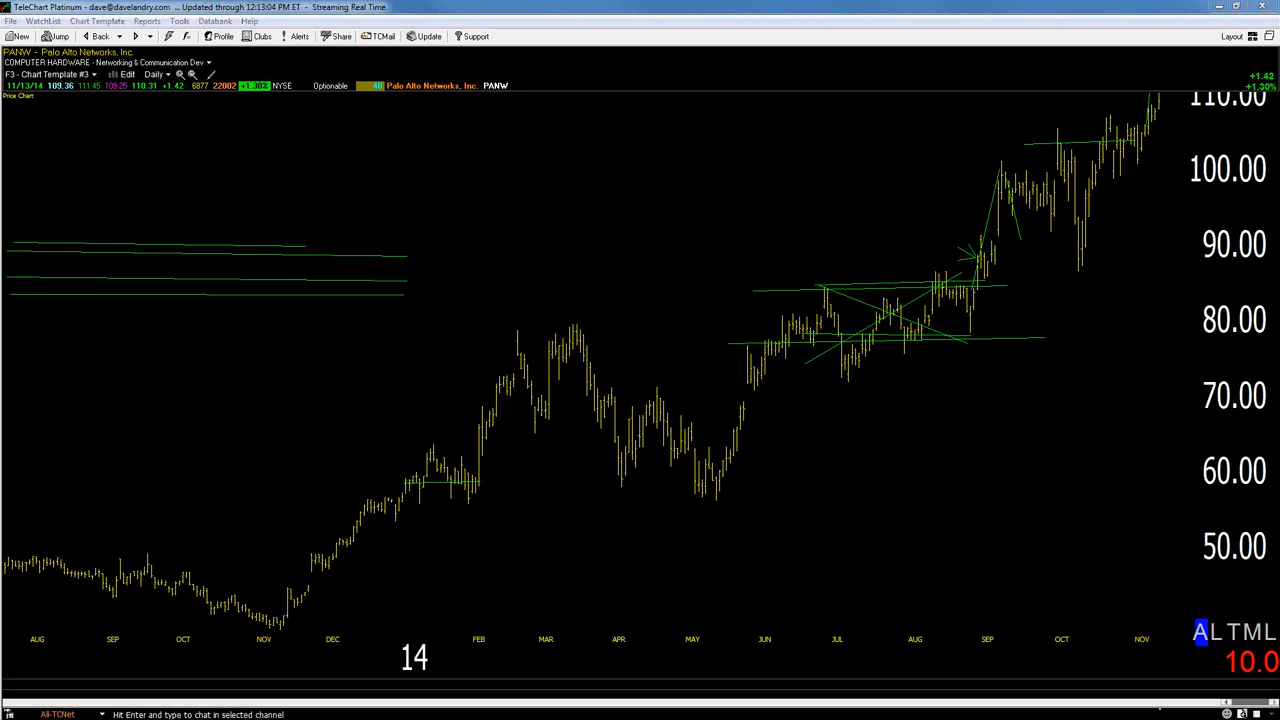 TeleChart Platinum - dave@davelandry.com ... Updated through 12:13:04 PM ET - Streaming Real Time
File WatchList Chart Template Reports Tools Databank Help
New Jump Back Profile Clubs Alerts Share TCMail Update Support Layout
PANW - Palo Alto Networks, Inc.
COMPUTER HARDWARE - Networking & Communication Dev
F3 - Chart Template #3 Edit Daily
+1.42
11/13/14 109.36 111.45 109.25 110.31 +1.42 6877 22002 +1.30% NYSE Optionable 48 Palo Alto Networks, Inc. PANW +1.30%
Price Chart
110.00
100.00
90.00
80.00
70.00
60.00
50.00
AUG SEP OCT NOV DEC FEB MAR APR MAY JUN JUL AUG SEP OCT NOV
14
ALTML
10.0
All-TCNet Hit Enter and type to chat in selected channel